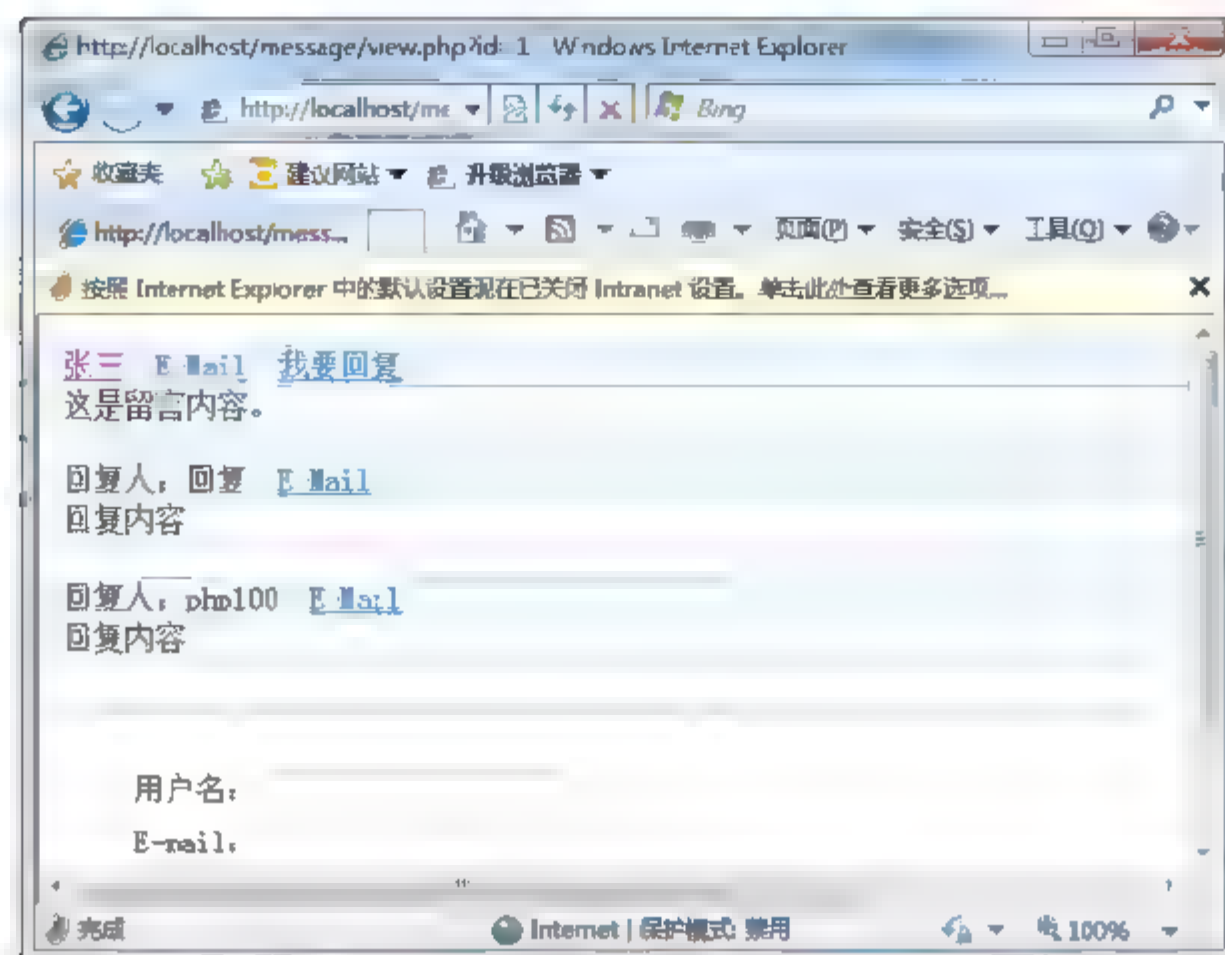 http://localhost/message/view.php?id=1 Windows Internet Explorer
http://localhost/me Bing
收藏夹 建议网站 升级浏览器
http://localhost/mess... 页面(P) 安全(S) 工具(O)
按照 Internet Explorer 中的默认设置现在已关闭 Intranet 设置。单击此处查看更多选项...
张三 E-Mail 我要回复
这是留言内容。
回复人：回复 E-Mail
回复内容
回复人：php100 E-Mail
回复内容
用户名：
E-mail：
完成 Internet | 保护模式: 禁用 100%